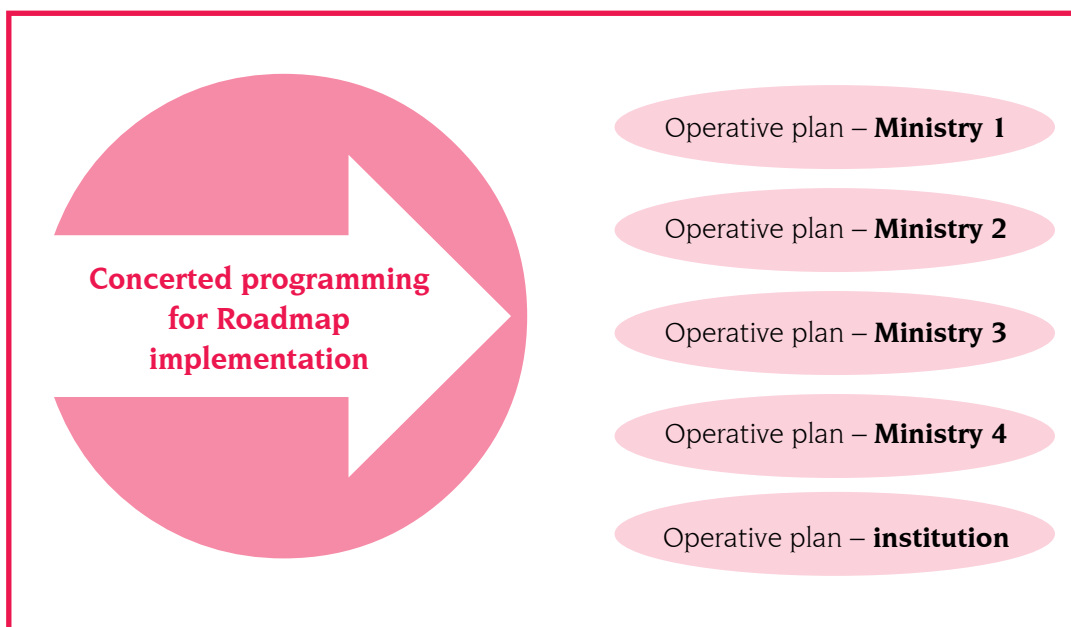 Concerted programming
for Roadmap
implementation
Operative plan – Ministry 1
Operative plan – Ministry 2
Operative plan – Ministry 3
Operative plan – Ministry 4
Operative plan – institution